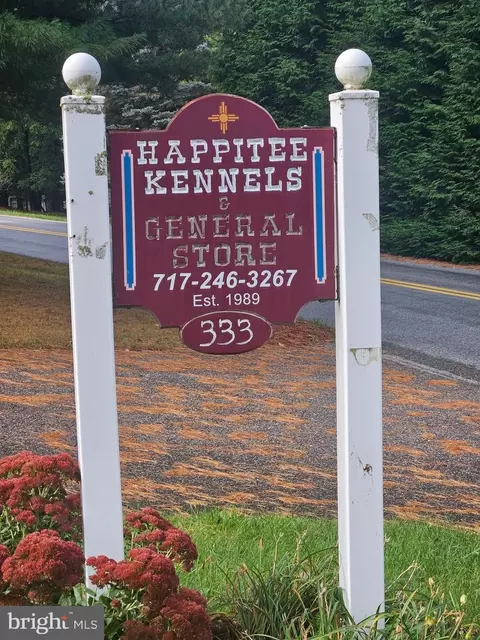 HAPPITEE
KENNELS
&
GENERAL
STORE
717-246-3267
Est. 1989
333
bright MLS